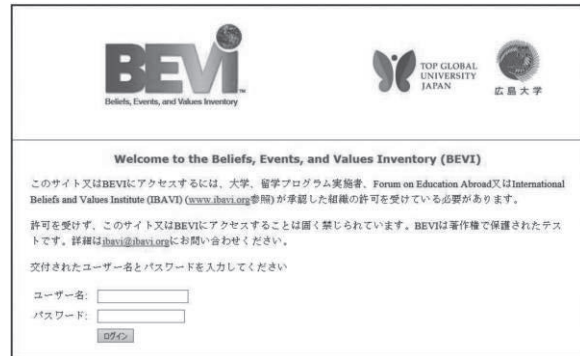 BEVI
Beliefs, Events, and Values Inventory
TOP GLOBAL
UNIVERSITY
JAPAN
広島大学
Welcome to the Beliefs, Events, and Values Inventory (BEVI)
このサイト又はBEVIにアクセスするには、大学、留学プログラム実施者、Forum on Education Abroad又はInternational
Beliefs and Values Institute (IBAVI) (www.ibavi.org参照) が承認した組織の許可を受けている必要があります。
許可を受けず、このサイト又はBEVIにアクセスすることは固く禁じられています。BEVIは著作権で保護されたテス
トです。詳細はibavi@ibavi.orgにお問い合わせください。
交付されたユーザー名とパスワードを入力してください
ユーザー名:
パスワード:
ログイン